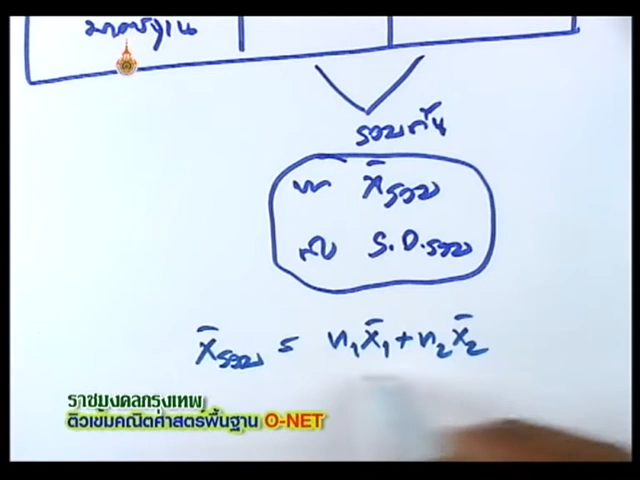 มาตรฐาน
รวมกัน
หา x̄รวม
กับ S.D.รวม
x̄รวม = n₁x̄₁ + n₂x̄₂
ราชมงคลกรุงเทพ
ติวเข้มคณิตศาสตร์พื้นฐาน O-NET